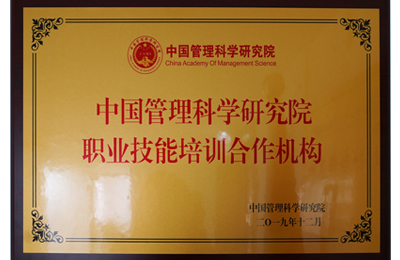 中国管理科学研究院
China Academy Of Management Science
中国管理科学研究院
职业技能培训合作机构
中国管理科学研究院
二〇一九年十二月